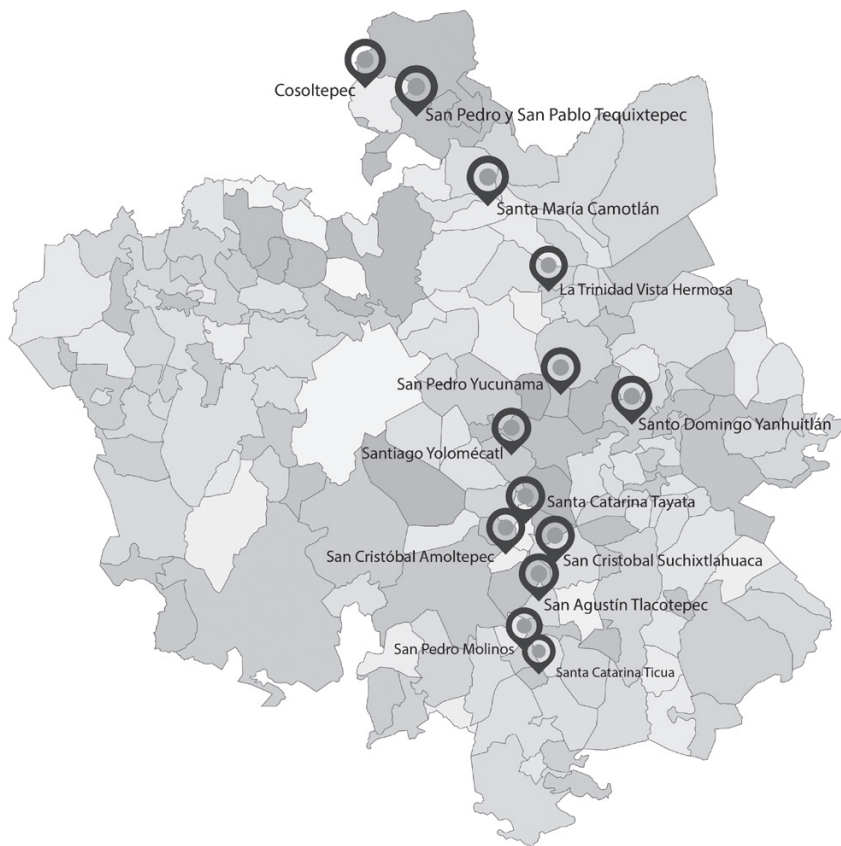 Cosoltepec
San Pedro y San Pablo Tequixtepec
Santa María Camotlán
La Trinidad Vista Hermosa
San Pedro Yucunama
Santo Domingo Yanhuitlán
Santiago Yolomécatl
Santa Catarina Tayata
San Cristóbal Amoltepec
San Cristobal Suchixtlahuaca
San Agustín Tlacotepec
San Pedro Molinos
Santa Catarina Ticua